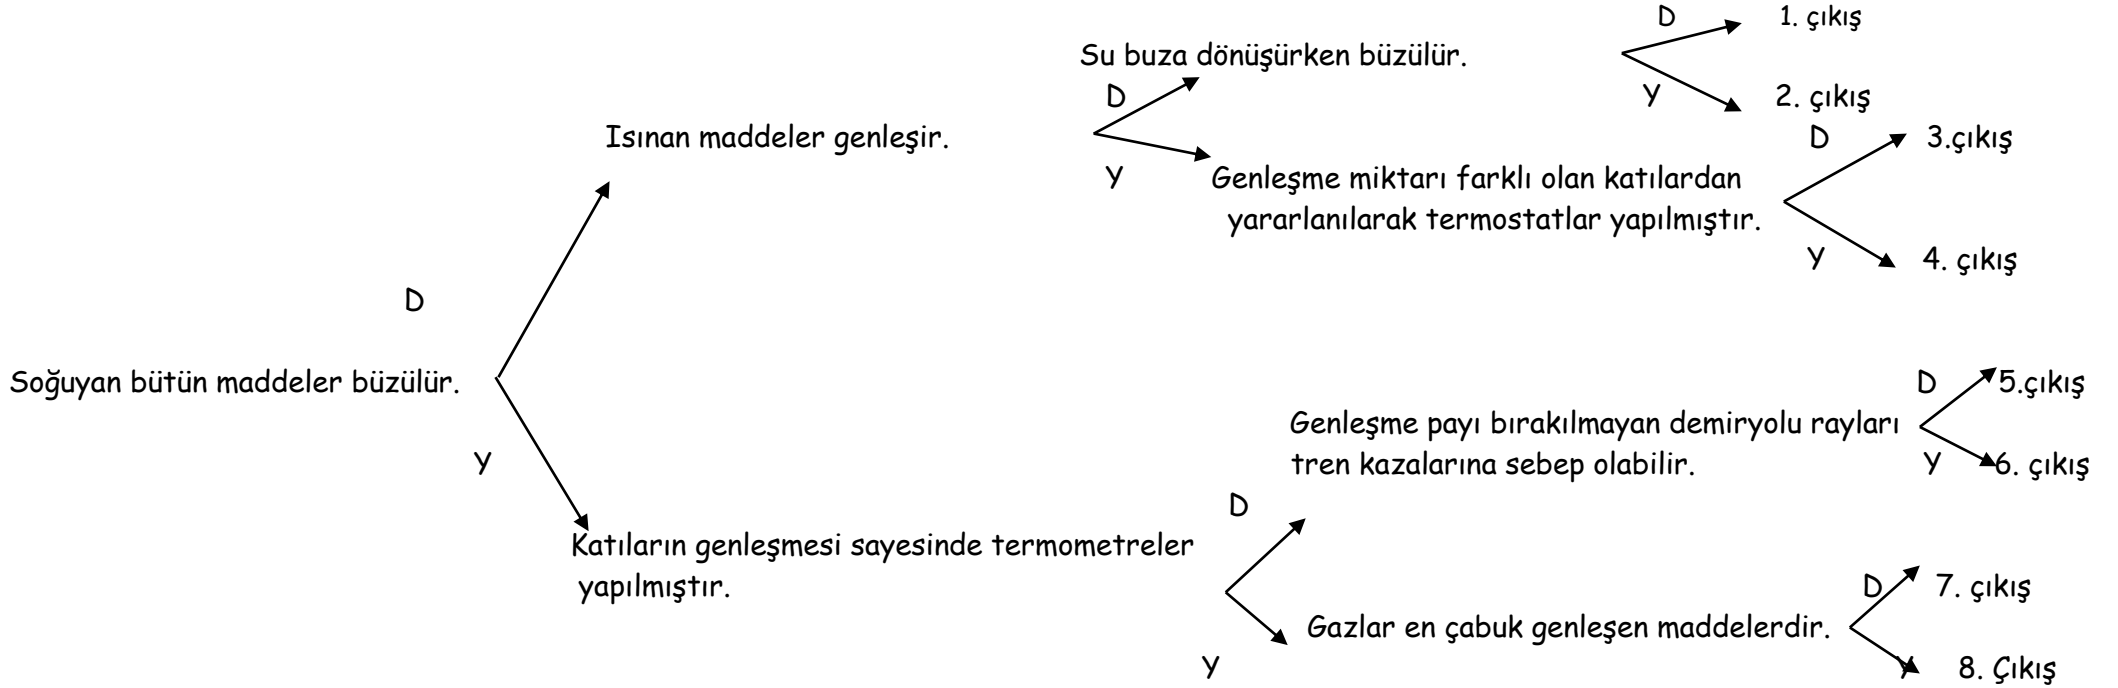 D 1. çıkış
Su buza dönüşürken büzülür.
D Y 2. çıkış
Isınan maddeler genleşir. D 3.çıkış
Y Genleşme miktarı farklı olan katılardan
yararlanılarak termostatlar yapılmıştır.
Y 4. çıkış
D
Soğuyan bütün maddeler büzülür. D 5.çıkış
Genleşme payı bırakılmayan demiryolu rayları
Y tren kazalarına sebep olabilir. Y 6. çıkış
D
Katıların genleşmesi sayesinde termometreler
yapılmıştır. D 7. çıkış
Gazlar en çabuk genleşen maddelerdir.
Y Y 8. Çıkış